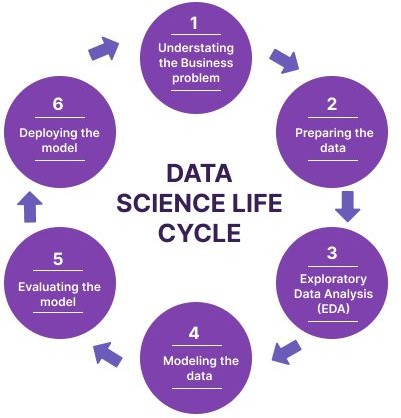 1
Understating
the Business
problem
2
Preparing the
data
3
Exploratory
Data Analysis
(EDA)
4
Modeling the
data
5
Evaluating the
model
6
Deploying the
model
DATA
SCIENCE LIFE
CYCLE